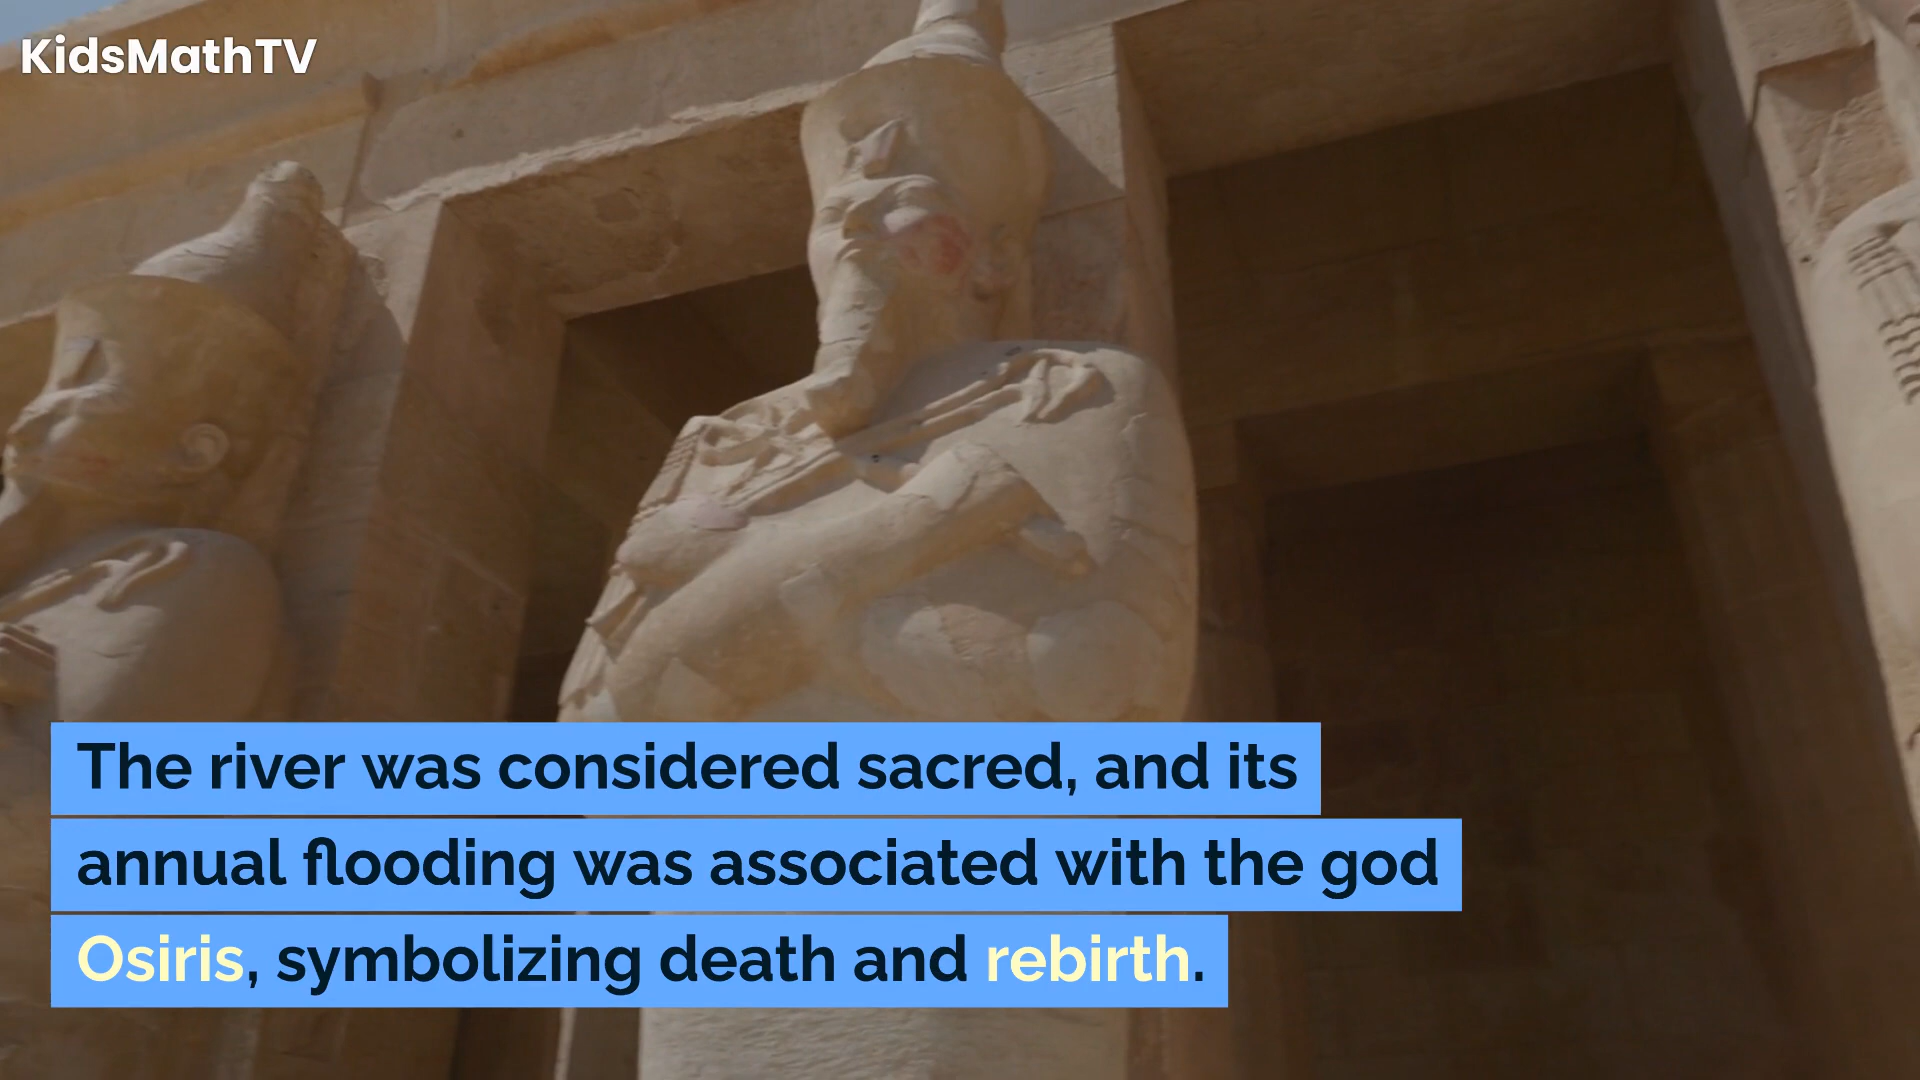 KidsMathTV
The river was considered sacred, and its
annual flooding was associated with the god
Osiris, symbolizing death and rebirth.